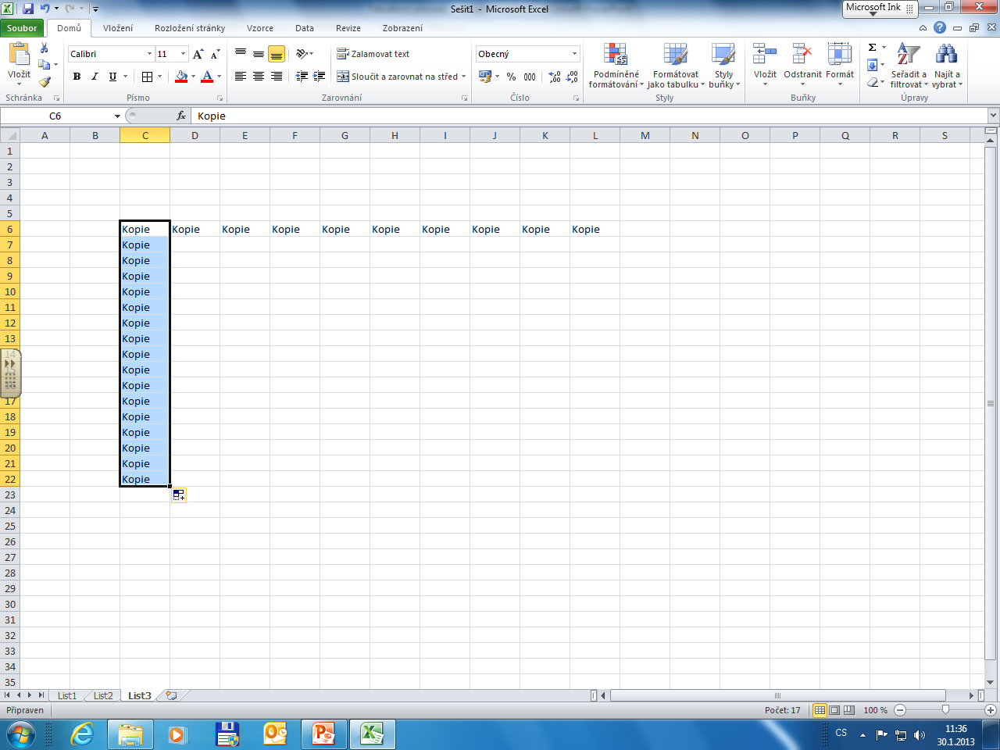 Sešit1 - Microsoft Excel
Microsoft Ink
Soubor Domů Vložení Rozložení stránky Vzorce Data Revize Zobrazení
Vložit
Calibri 11
B I U
Zalamovat text
Sloučit a zarovnat na střed
Obecný
% 000
Podmíněné formátování
Formátovat jako tabulku
Styly buňky
Vložit Odstranit Formát
Σ
Seřadit a filtrovat
Najít a vybrat
Schránka Písmo Zarovnání Číslo Styly Buňky Úpravy
C6 fx Kopie
A B C D E F G H I J K L M N O P Q R S
1
2
3
4
5
6 Kopie Kopie Kopie Kopie Kopie Kopie Kopie Kopie Kopie Kopie
7 Kopie
8 Kopie
9 Kopie
10 Kopie
11 Kopie
12 Kopie
13 Kopie
14 Kopie
15 Kopie
16 Kopie
17 Kopie
18 Kopie
19 Kopie
20 Kopie
21 Kopie
22 Kopie
23
24
25
26
27
28
29
30
31
32
33
34
35
List1 List2 List3
Připraven Počet: 17 100 %
CS 11:36
30.1.2013